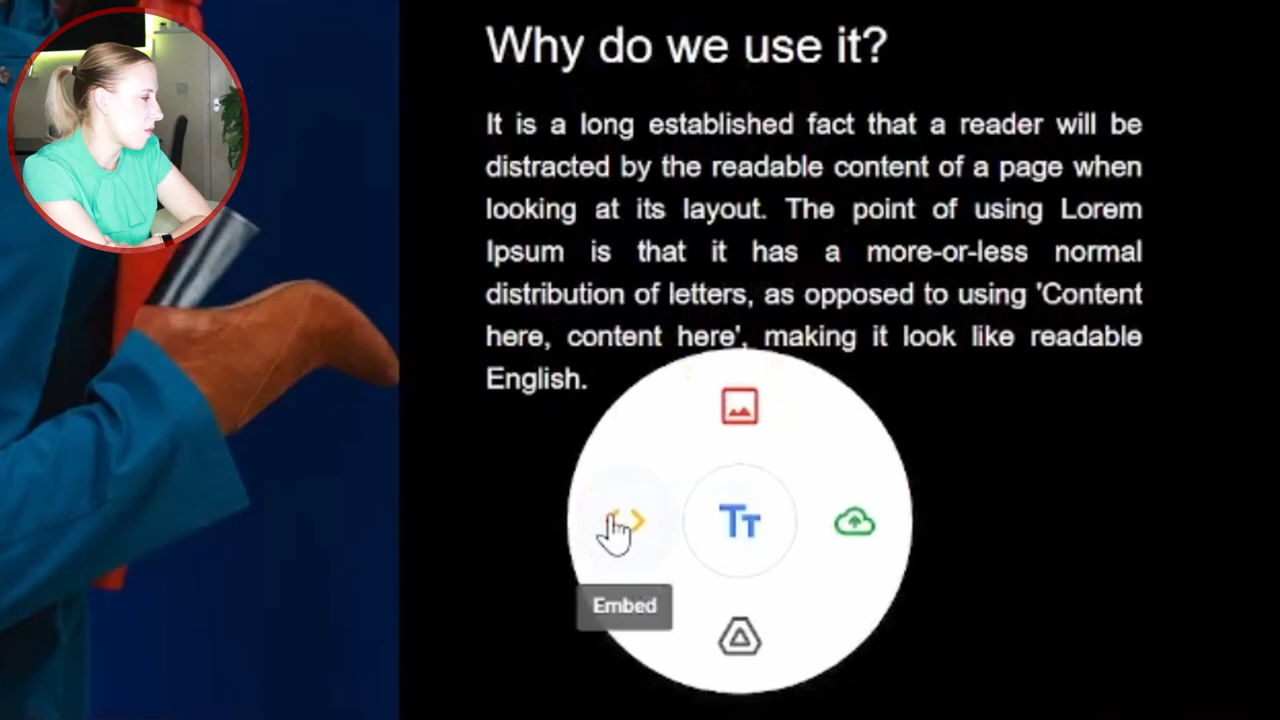 Why do we use it?
It is a long established fact that a reader will be
distracted by the readable content of a page when
looking at its layout. The point of using Lorem
Ipsum is that it has a more-or-less normal
distribution of letters, as opposed to using 'Content
here, content here', making it look like readable
English.
TT
Embed